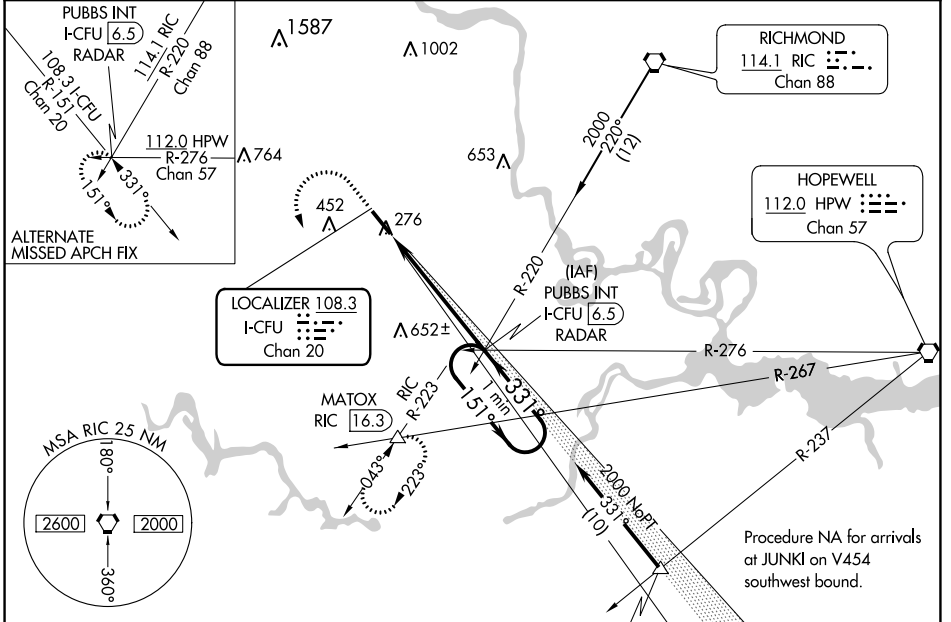 PUBBS INT
I-CFU 6.5
RADAR
114.1 RIC
R-220
Chan 88
108.3 I-CFU
R-151
Chan 20
112.0 HPW
R-276
Chan 57
151°
331°
ALTERNATE
MISSED APCH FIX
1587
1002
764
653
452
276
652±
RICHMOND
114.1 RIC
Chan 88
2000
220°
(12)
R-220
HOPEWELL
112.0 HPW
Chan 57
(IAF)
PUBBS INT
I-CFU 6.5
RADAR
LOCALIZER 108.3
I-CFU
Chan 20
R-276
R-267
R-237
RIC
R-223
MATOX
RIC 16.3
043°
223°
1 min
331°
151°
2000 NoPT
331°
(10)
MSA RIC 25 NM
180°
2600
2000
360°
Procedure NA for arrivals
at JUNKI on V454
southwest bound.